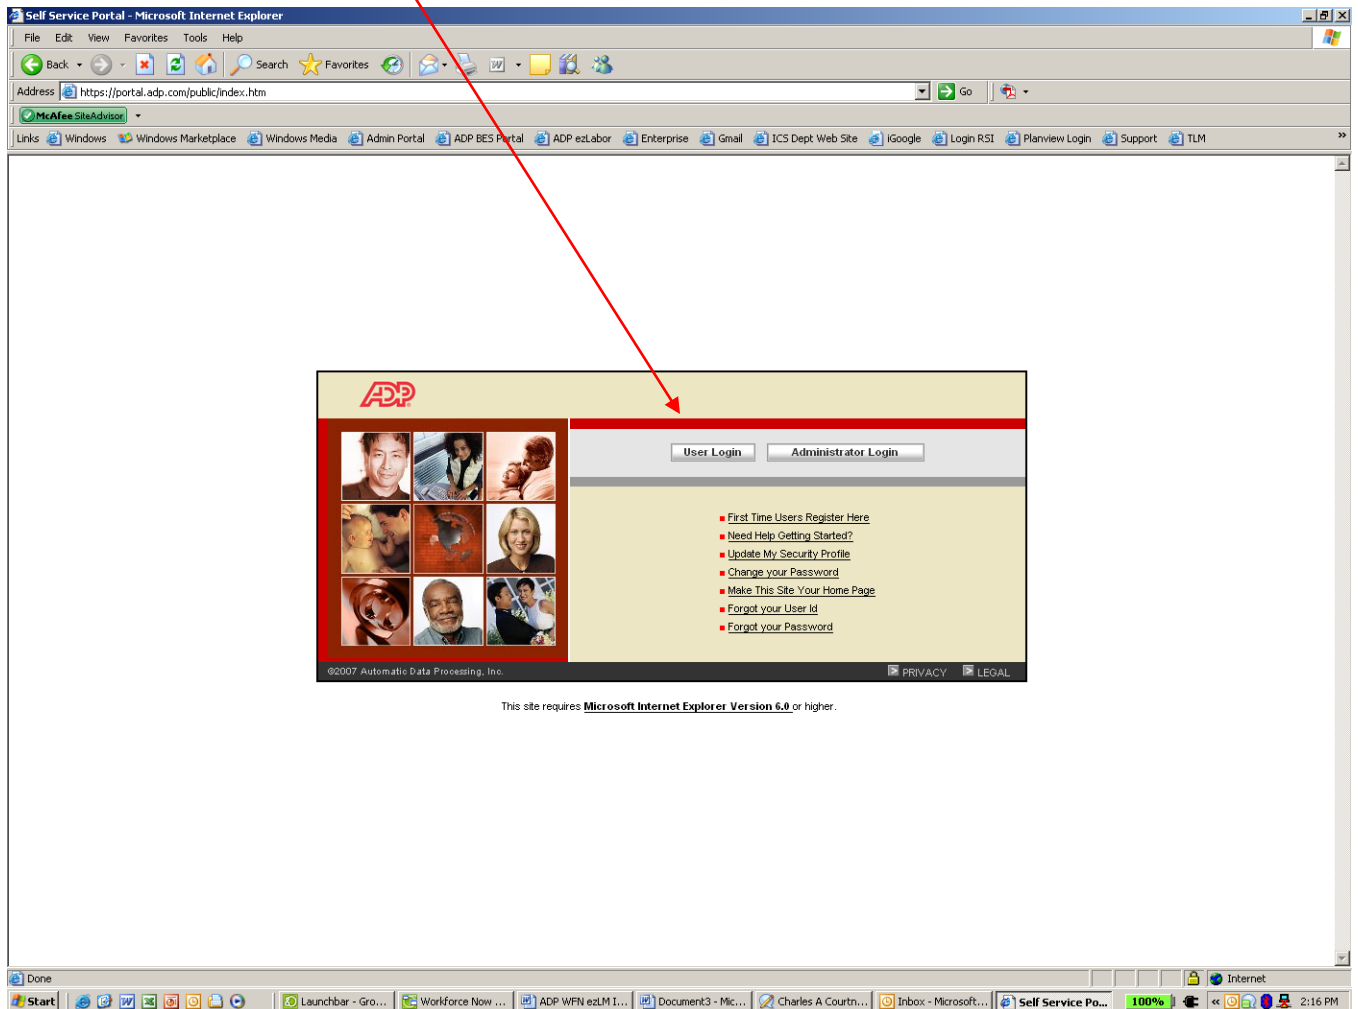 Self Service Portal - Microsoft Internet Explorer
File Edit View Favorites Tools Help
Back Search Favorites
Address https://portal.adp.com/public/index.htm Go
McAfee SiteAdvisor
Links Windows Windows Marketplace Windows Media Admin Portal ADP BES Portal ADP ezLabor Enterprise Gmail ICS Dept Web Site iGoogle Login RSI Planview Login Support TLM »
ADP
User Login Administrator Login
First Time Users Register Here
Need Help Getting Started?
Update My Security Profile
Change your Password
Make This Site Your Home Page
Forgot your User Id
Forgot your Password
©2007 Automatic Data Processing, Inc. PRIVACY LEGAL
This site requires Microsoft Internet Explorer Version 6.0 or higher.
Done Internet
Start Launchbar - Gro... Workforce Now ... ADP WFN ezLM I... Document3 - Mic... Charles A Courtn... Inbox - Microsoft... Self Service Po... 100% « 2:16 PM